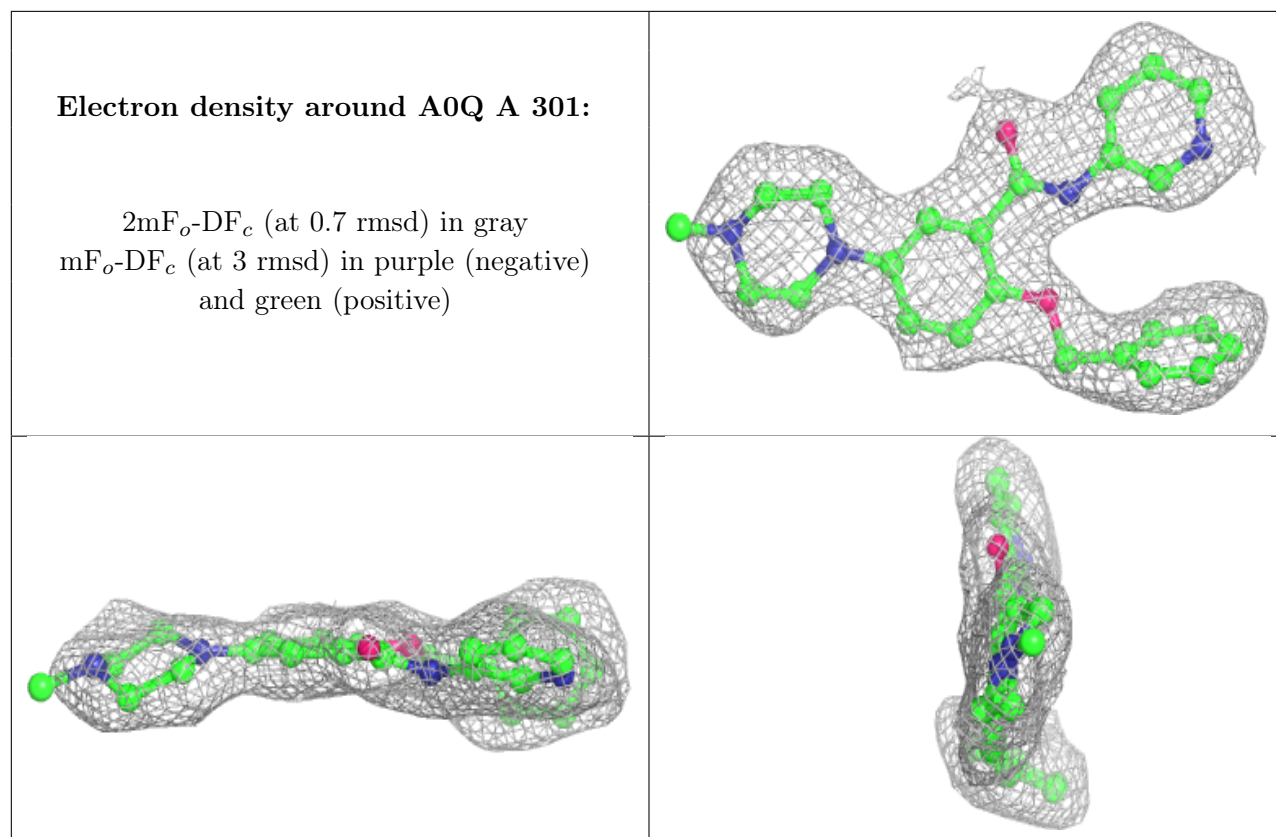 Electron density around A0Q A 301:
2mFₒ-DF𝒸 (at 0.7 rmsd) in gray
mFₒ-DF𝒸 (at 3 rmsd) in purple (negative)
and green (positive)